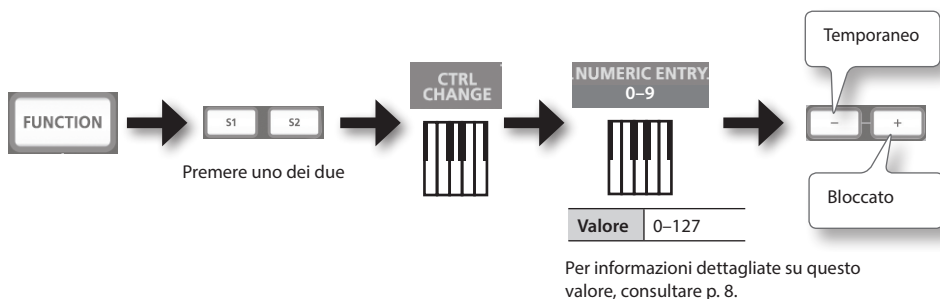 FUNCTION
S1 S2
Premere uno dei due
CTRL
CHANGE
NUMERIC ENTRY
0–9
Valore 0–127
Per informazioni dettagliate su questo
valore, consultare p. 8.
Temporaneo
– +
Bloccato